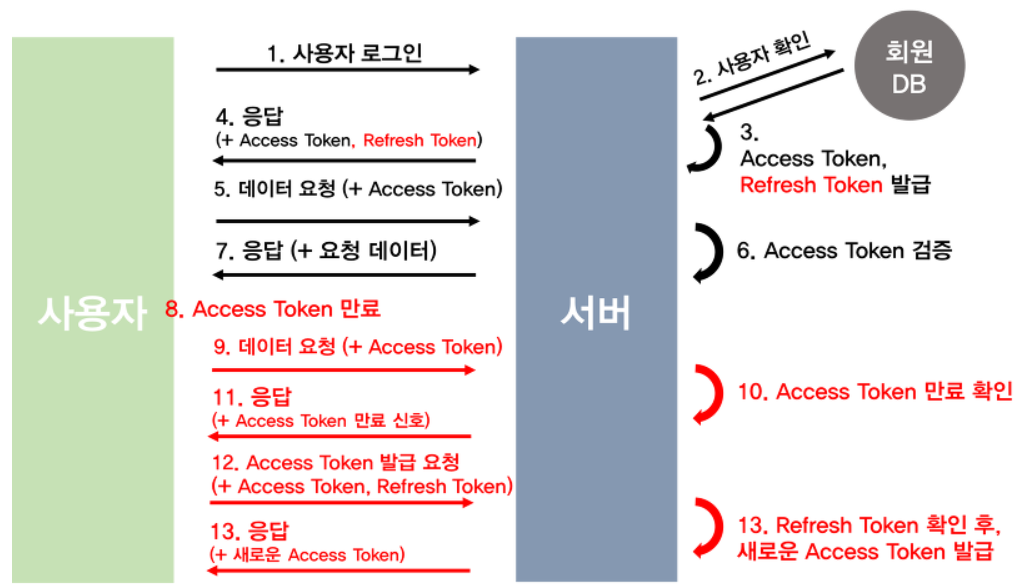 1. 사용자 로그인
2. 사용자 확인
회원
DB
4. 응답
(+ Access Token, Refresh Token)
3.
Access Token,
Refresh Token 발급
5. 데이터 요청 (+ Access Token)
7. 응답 (+ 요청 데이터)
6. Access Token 검증
사용자
8. Access Token 만료
서버
9. 데이터 요청 (+ Access Token)
10. Access Token 만료 확인
11. 응답
(+ Access Token 만료 신호)
12. Access Token 발급 요청
(+ Access Token, Refresh Token)
13. 응답
(+ 새로운 Access Token)
13. Refresh Token 확인 후,
새로운 Access Token 발급